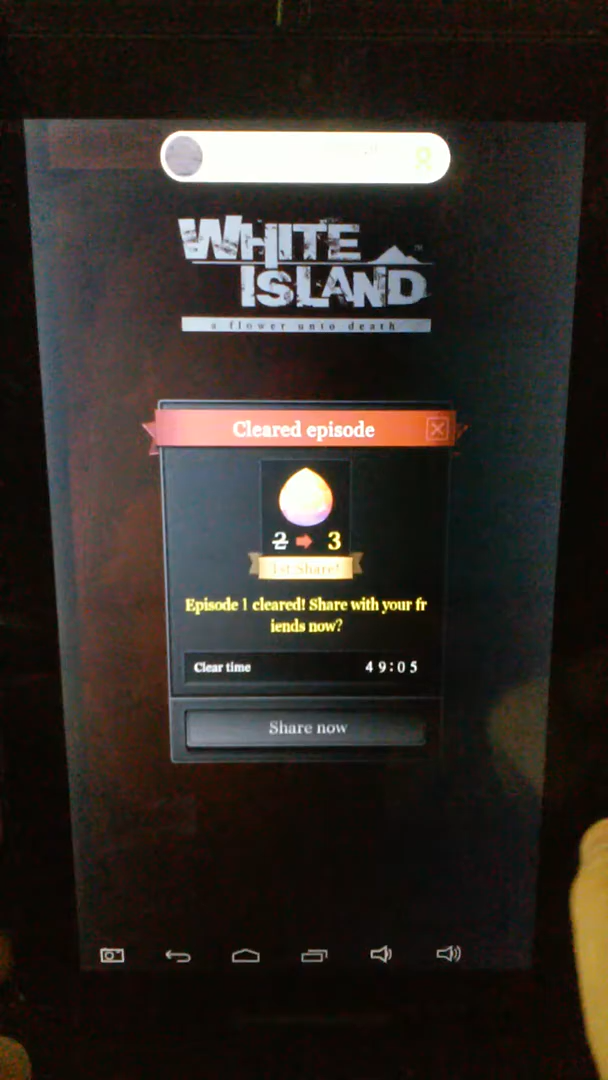 WHITE
ISLAND
a flower unto death
Cleared episode
2 3
1st Share!
Episode 1 cleared! Share with your fr
iends now?
Clear time 49:05
Share now